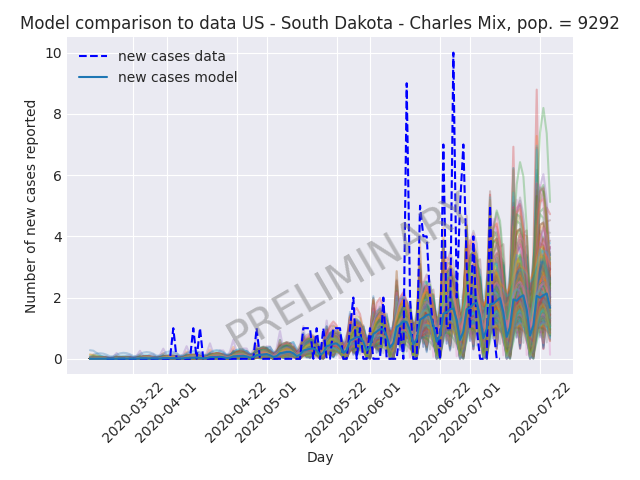 Model comparison to data US - South Dakota - Charles Mix, pop. = 9292
10
8
6
4
2
0
Number of new cases reported
new cases data
new cases model
PRELIMINARY
2020-03-22
2020-04-01
2020-04-22
2020-05-01
2020-05-22
2020-06-01
2020-06-22
2020-07-01
2020-07-22
Day